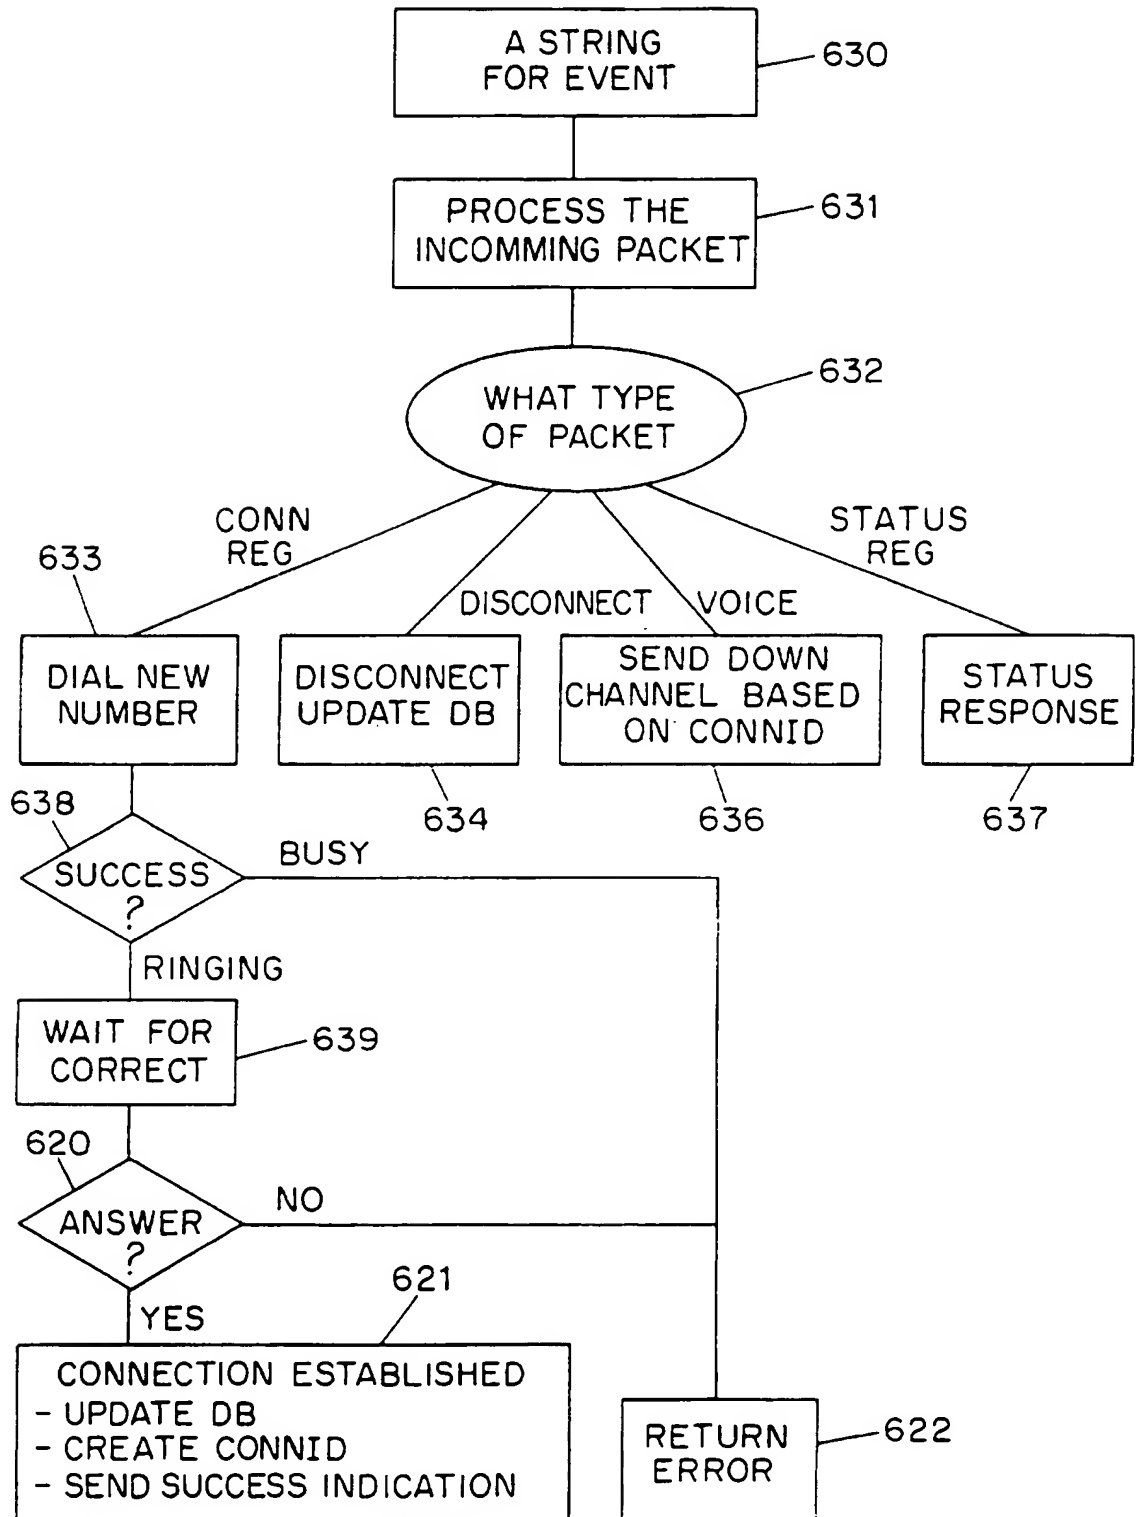 A STRING
FOR EVENT
630
PROCESS THE
INCOMMING PACKET
631
WHAT TYPE
OF PACKET
632
CONN
REG
STATUS
REG
633
DISCONNECT
VOICE
DIAL NEW
NUMBER
DISCONNECT
UPDATE DB
SEND DOWN
CHANNEL BASED
ON CONNID
STATUS
RESPONSE
634
636
637
638
SUCCESS
?
BUSY
RINGING
WAIT FOR
CORRECT
639
620
ANSWER
?
NO
YES
621
CONNECTION ESTABLISHED
- UPDATE DB
- CREATE CONNID
- SEND SUCCESS INDICATION
RETURN
ERROR
622